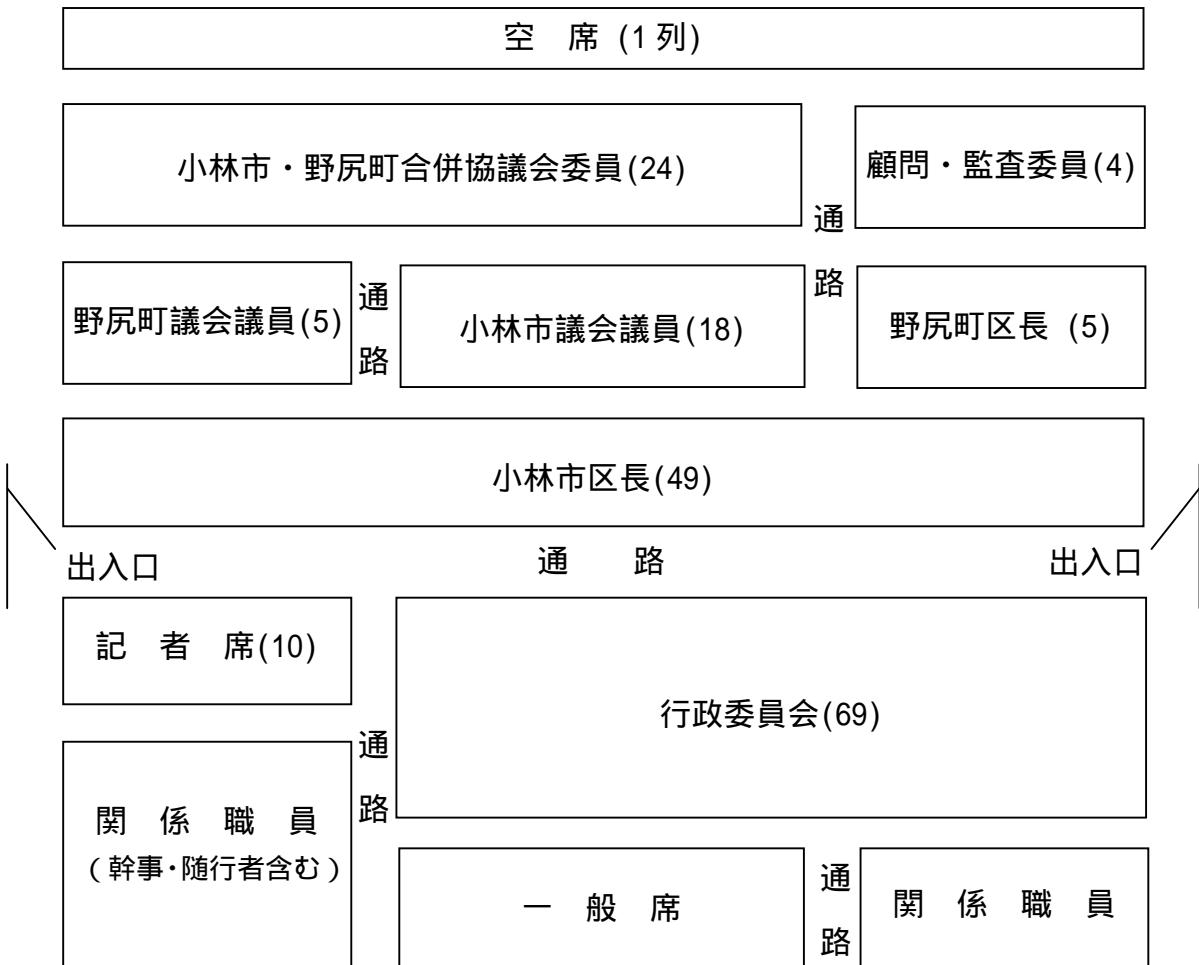 空　席 (1 列)
小林市・野尻町合併協議会委員(24)
顧問・監査委員(4)
通
路
野尻町議会議員(5)
通
路
小林市議会議員(18)
野尻町区長 (5)
小林市区長(49)
出入口
通　路
出入口
記　者　席(10)
行政委員会(69)
通
路
関　係　職　員
（幹事・随行者含む）
一　般　席
通
路
関　係　職　員